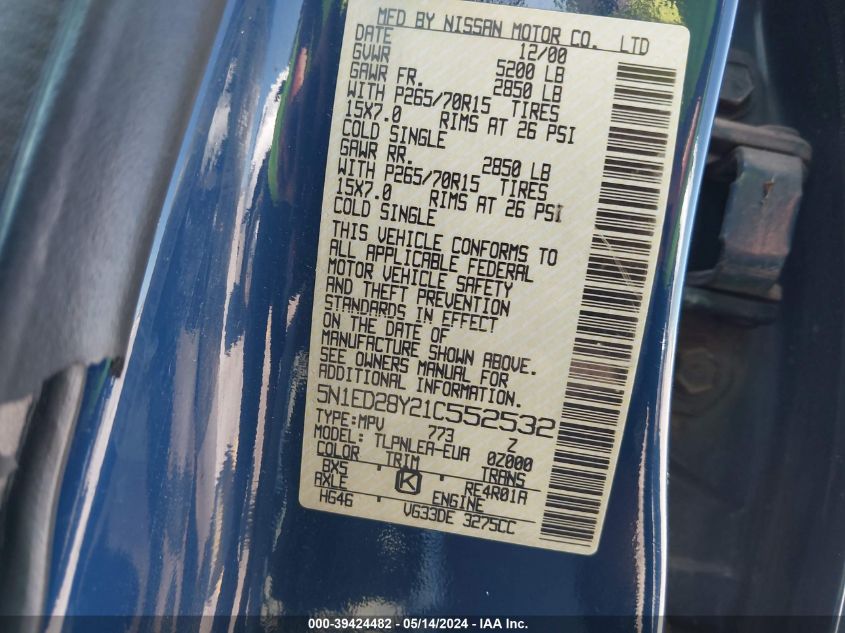 MFD BY NISSAN MOTOR CO. LTD
DATE 12/00
GVWR 5200 LB
GAWR FR. 2850 LB
WITH P265/70R15 TIRES
15X7.0 RIMS AT 26 PSI
COLD SINGLE
GAWR RR. 2850 LB
WITH P265/70R15 TIRES
15X7.0 RIMS AT 26 PSI
COLD SINGLE
THIS VEHICLE CONFORMS TO
ALL APPLICABLE FEDERAL
MOTOR VEHICLE SAFETY
AND THEFT PREVENTION
STANDARDS IN EFFECT
ON THE DATE OF
MANUFACTURE SHOWN ABOVE.
SEE OWNERS MANUAL FOR
ADDITIONAL INFORMATION.
5N1ED28Y21C552532
TYPE:MPV 773 Z
MODEL: TLPNLEA-EUA 0Z000
COLOR TRIM TRANS
BX5 K RE4R01A
AXLE ENGINE
HG46 VG33DE 3275CC
000-39424482 - 05/14/2024 - IAA Inc.